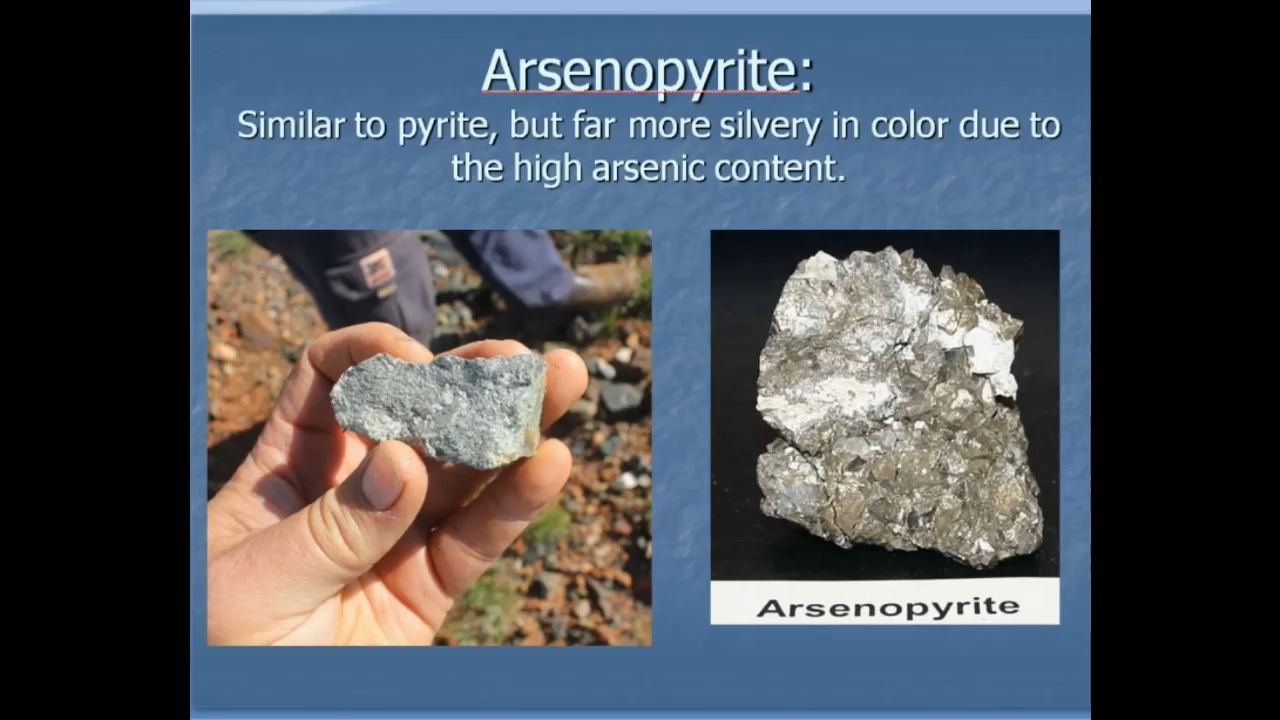 Arsenopyrite:
Similar to pyrite, but far more silvery in color due to
the high arsenic content.
Arsenopyrite